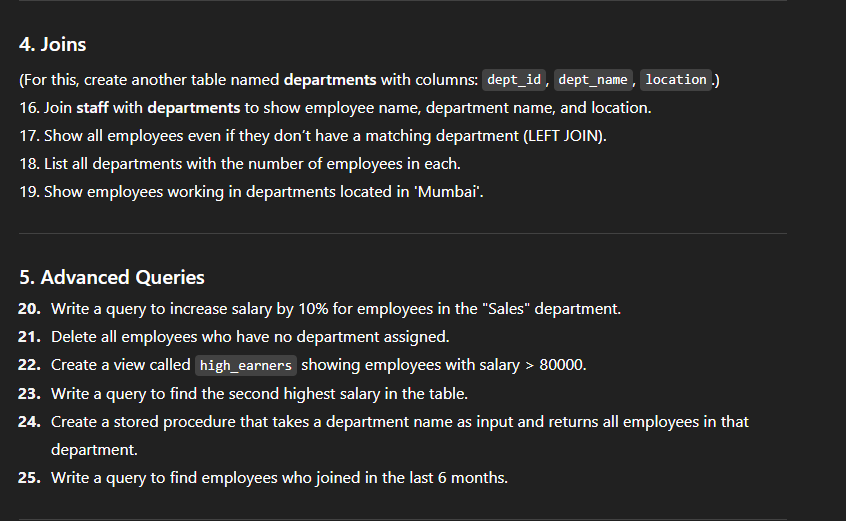 4. Joins
(For this, create another table named departments with columns: dept_id, dept_name, location.)
16. Join staff with departments to show employee name, department name, and location.
17. Show all employees even if they don’t have a matching department (LEFT JOIN).
18. List all departments with the number of employees in each.
19. Show employees working in departments located in 'Mumbai'.
5. Advanced Queries
20. Write a query to increase salary by 10% for employees in the "Sales" department.
21. Delete all employees who have no department assigned.
22. Create a view called high_earners showing employees with salary > 80000.
23. Write a query to find the second highest salary in the table.
24. Create a stored procedure that takes a department name as input and returns all employees in that
department.
25. Write a query to find employees who joined in the last 6 months.